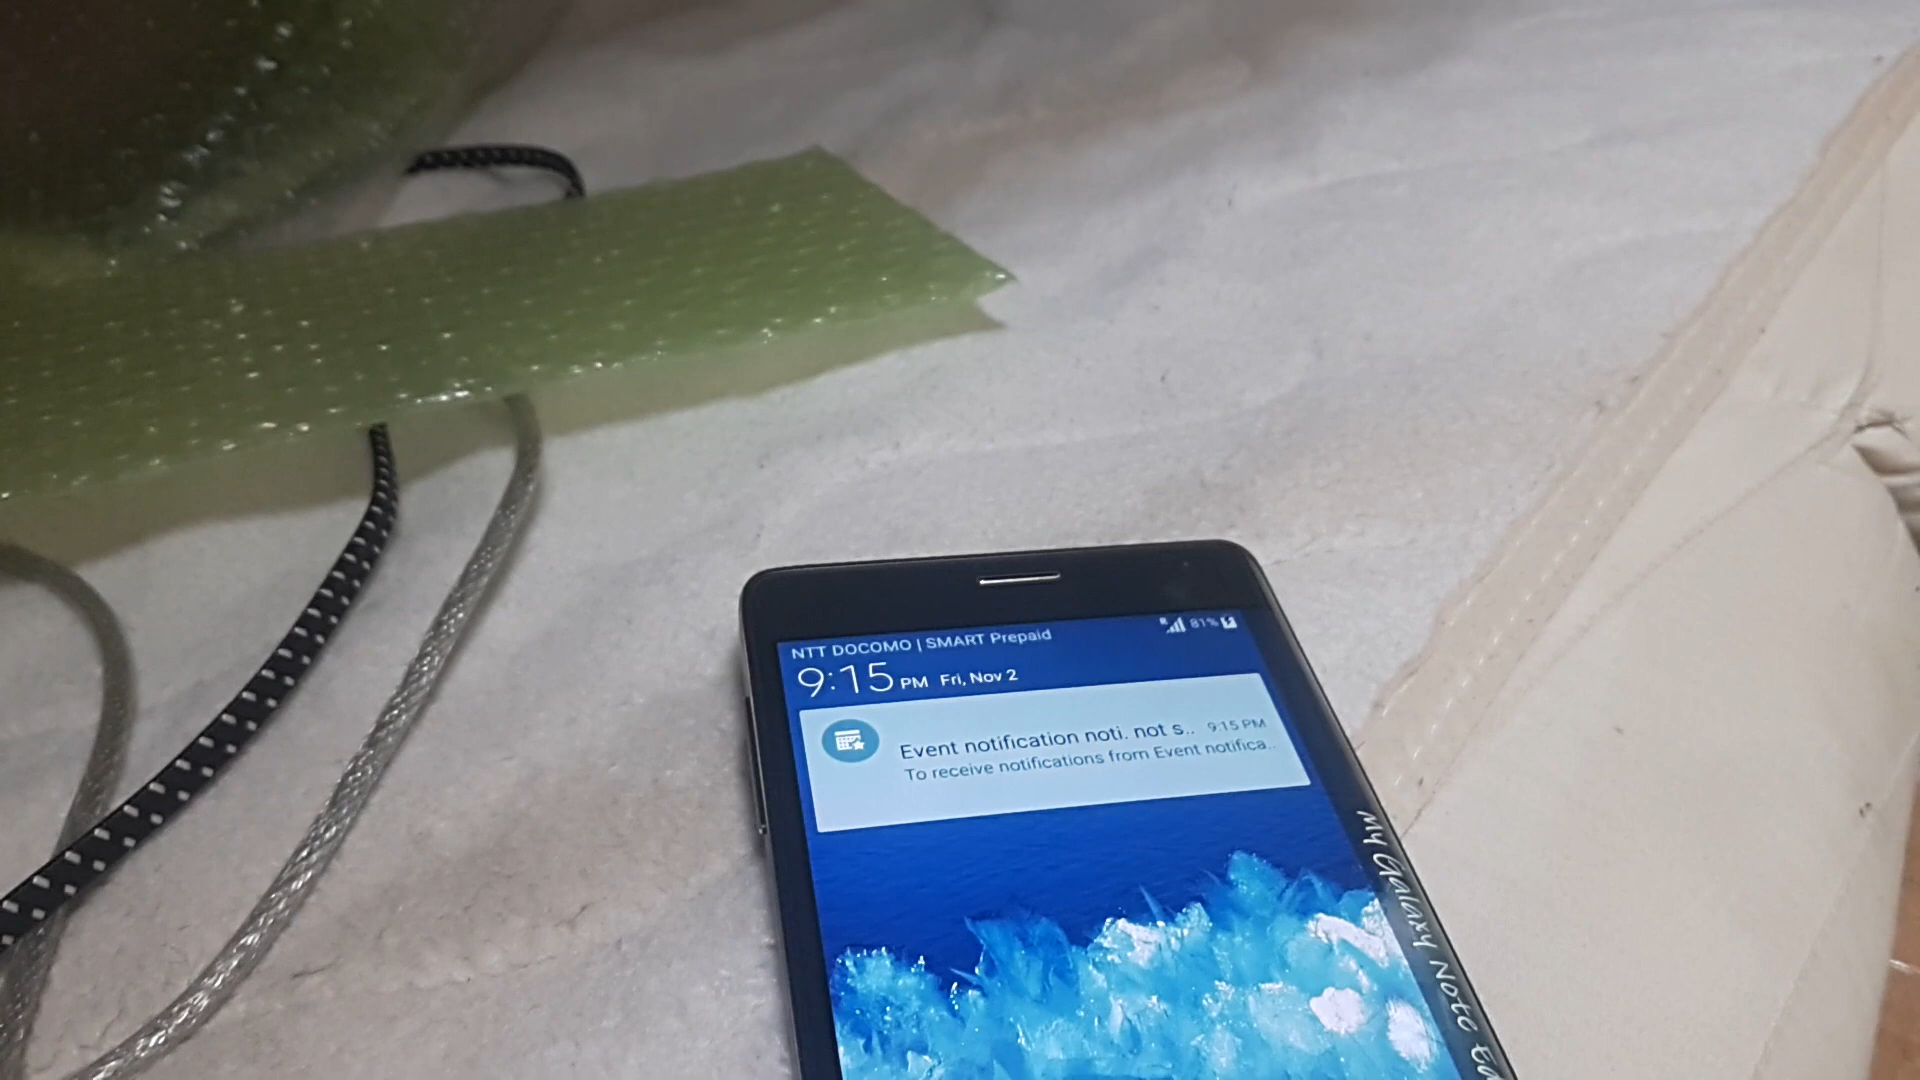 NTT DOCOMO | SMART Prepaid
R 81%
9:15 PM Fri, Nov 2
Event notification noti. not s.. 9:15 PM
To receive notifications from Event notifica..
My Galaxy Note